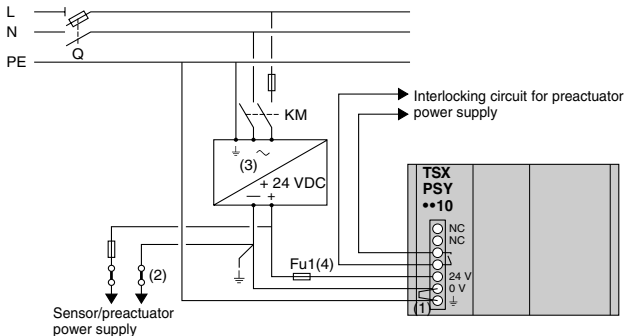 L
N
Q
PE
Interlocking circuit for preactuator
power supply
KM
(3)
+ 24 VDC
— +
TSX
PSY
••10
NC
NC
Fu1(4)
24 V
(2)
0 V
(1)
Sensor/preactuator
power supply